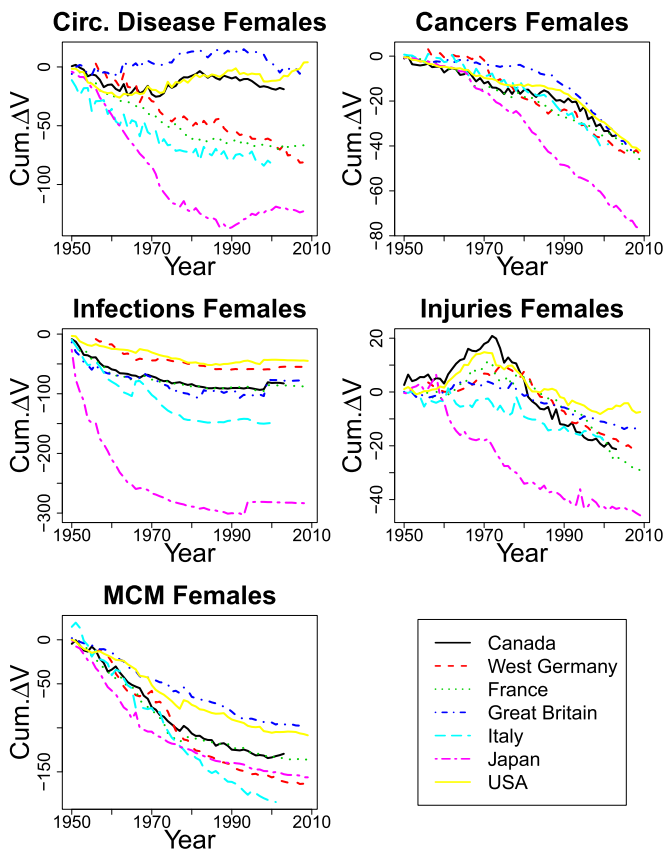 Circ. Disease Females
Cum.ΔV
0
−50
−100
1950 1970 1990 2010
Year
Cancers Females
Cum.ΔV
0
−20
−40
−60
−80
1950 1970 1990 2010
Year
Infections Females
Cum.ΔV
0
−100
−200
−300
1950 1970 1990 2010
Year
Injuries Females
Cum.ΔV
20
0
−20
−40
1950 1970 1990 2010
Year
MCM Females
Cum.ΔV
0
−50
−150
1950 1970 1990 2010
Year
Canada
West Germany
France
Great Britain
Italy
Japan
USA